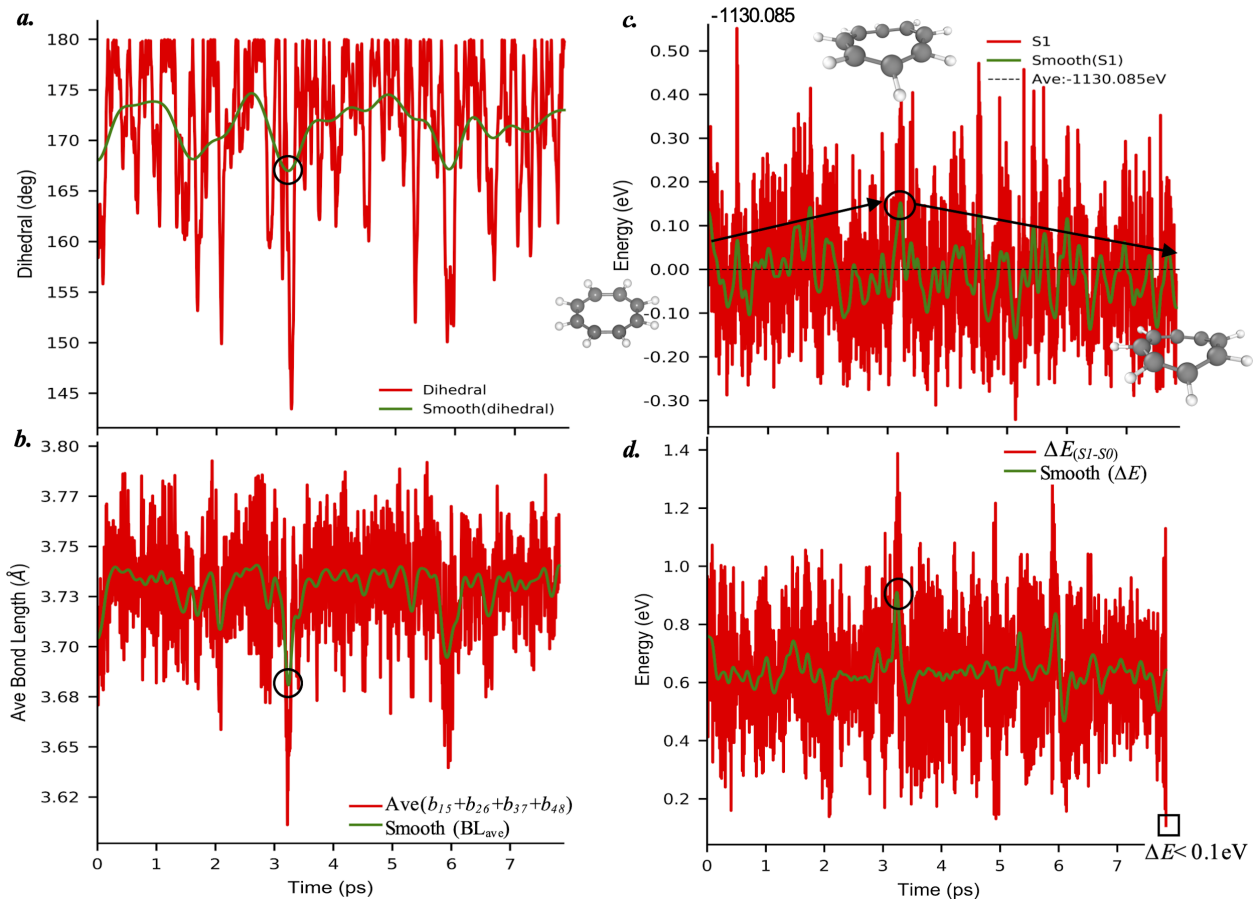 a.
180
175
170
165
160
155
150
145
Dihedral (deg)
Dihedral
Smooth(dihedral)
b.
3.80
3.77
3.75
3.73
3.70
3.68
3.65
3.62
Ave Bond Length (Å)
Ave(b15+b26+b37+b48)
Smooth (BLave)
0 1 2 3 4 5 6 7
Time (ps)
c.
-1130.085
0.50
0.40
0.30
0.20
0.10
0.00
-0.10
-0.20
-0.30
Energy (eV)
S1
Smooth(S1)
Ave:-1130.085eV
d.
1.4
1.2
1.0
0.8
0.6
0.4
0.2
Energy (eV)
ΔE(S1-S0)
Smooth (ΔE)
ΔE< 0.1eV
0 1 2 3 4 5 6 7
Time (ps)